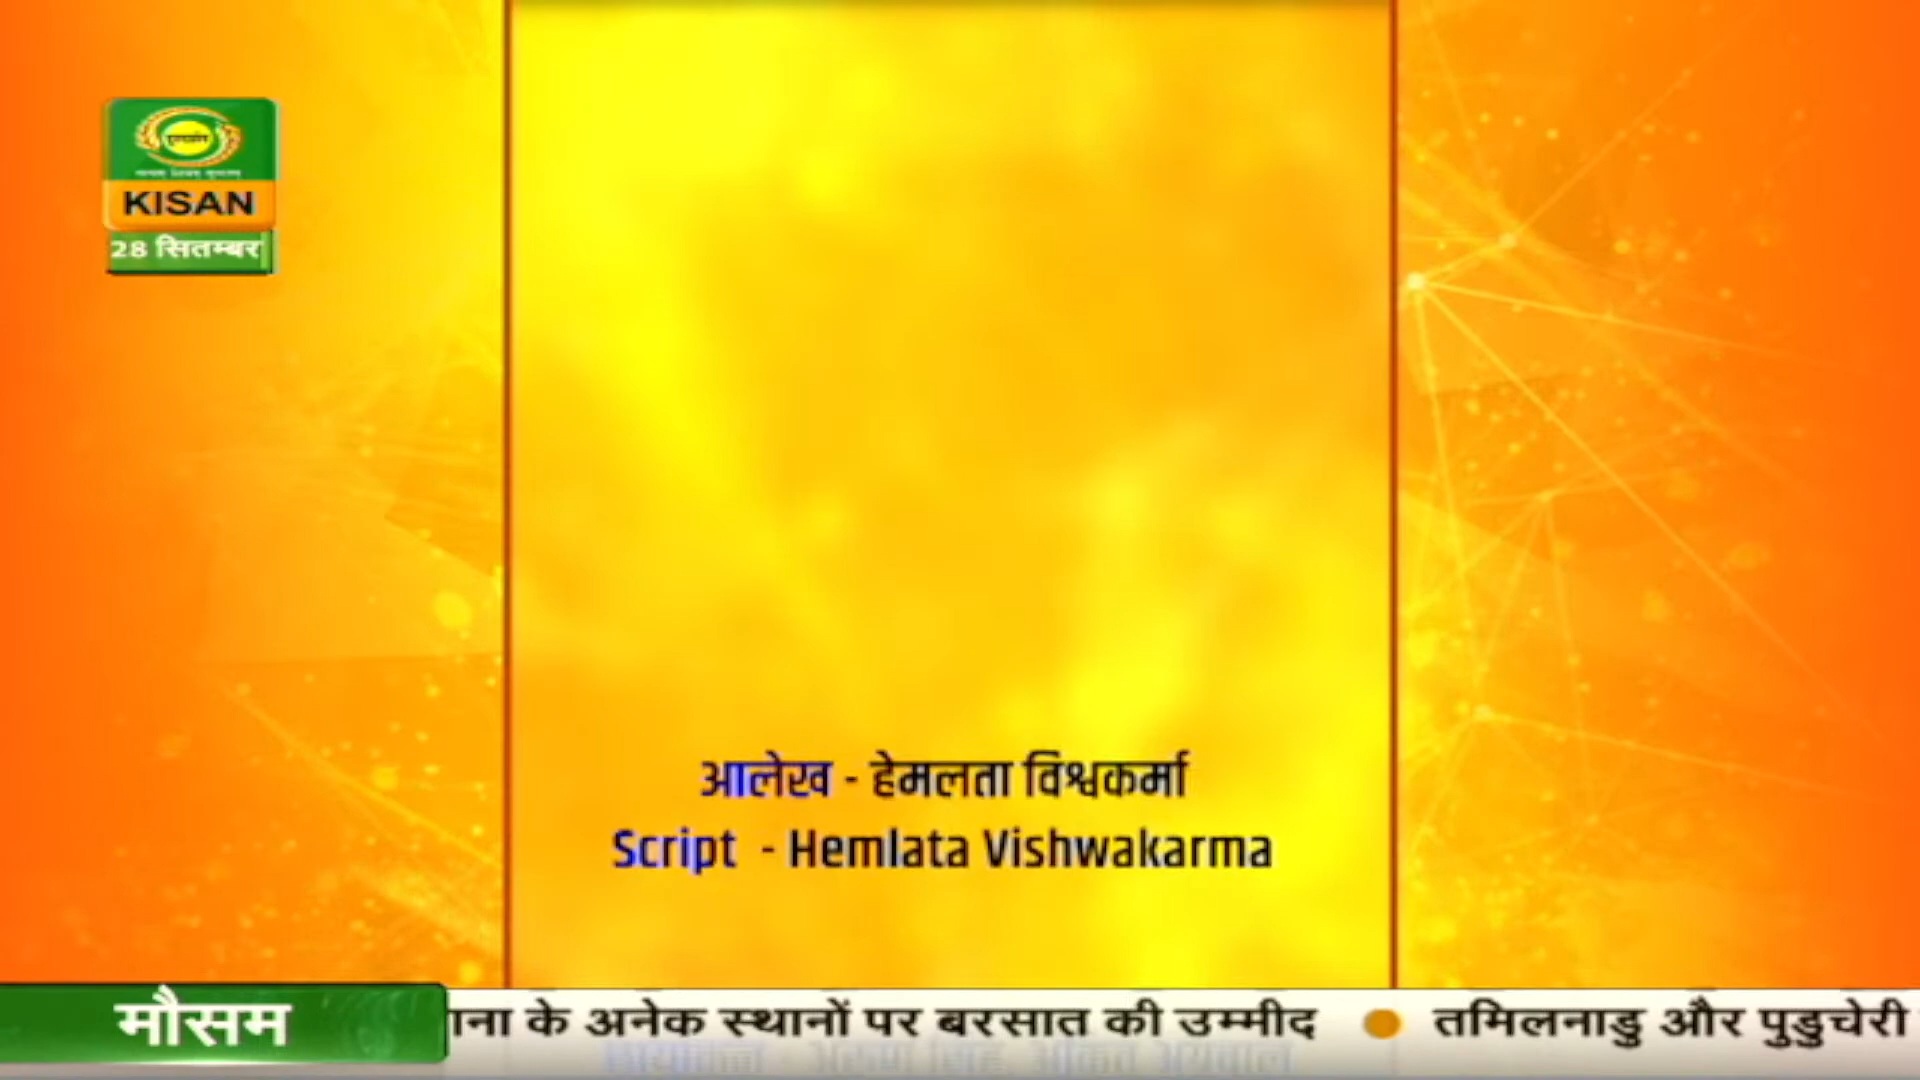 KISAN
28 सितम्बर
आलेख - हेमलता विश्वकर्मा
Script - Hemlata Vishwakarma
मौसम
के अनेक स्थानों पर बरसात की उम्मीद ● तमिलनाडु और पुडुचेरी